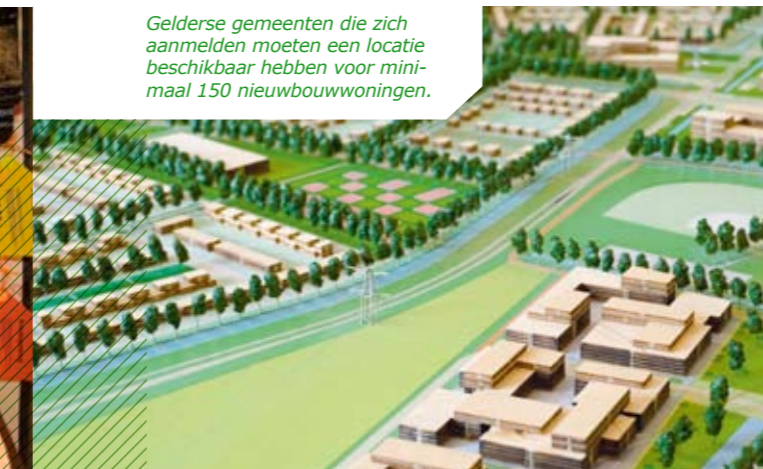 Gelderse gemeenten die zich
aanmelden moeten een locatie
beschikbaar hebben voor mini-
maal 150 nieuwbouwwoningen.